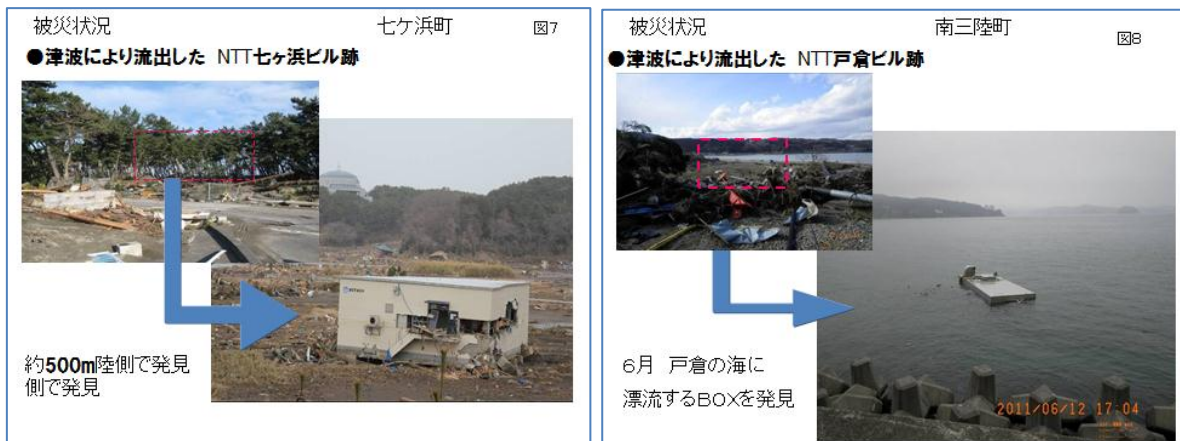 被災状況 七ケ浜町 図7
●津波により流出した NTT七ヶ浜ビル跡
約500m陸側で発見
側で発見
被災状況 南三陸町 図8
●津波により流出した NTT戸倉ビル跡
6月 戸倉の海に
漂流するBOXを発見
2011/06/12 17:04